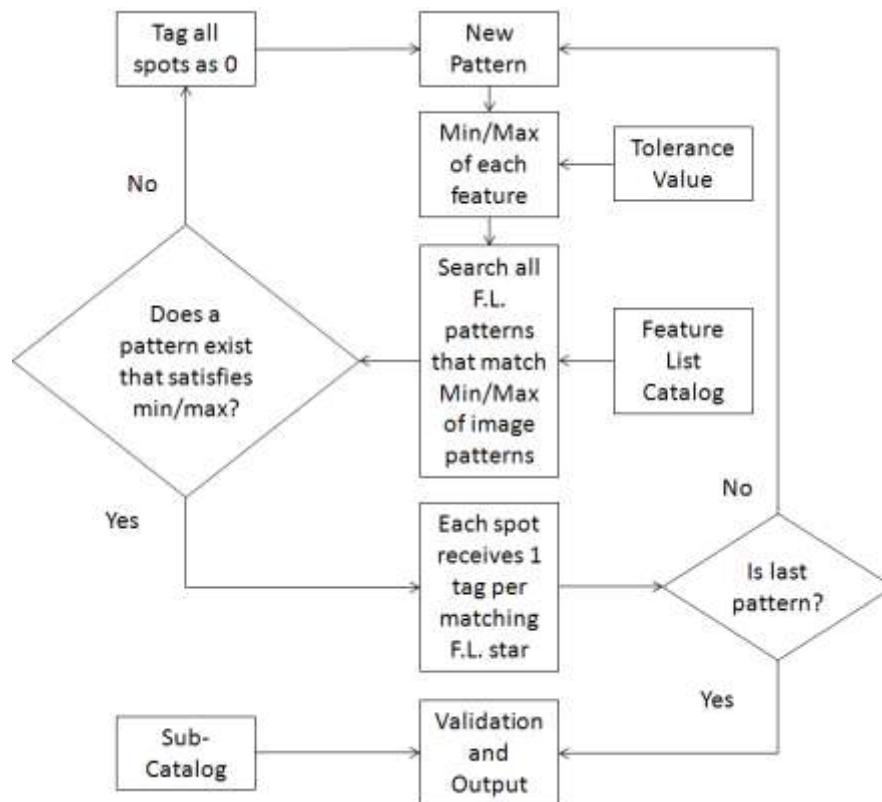 Tag all
spots as 0
New
Pattern
Min/Max
of each
feature
Tolerance
Value
No
Search all
F.L.
patterns
that match
Min/Max
of image
patterns
Does a
pattern exist
that satisfies
min/max?
Feature
List
Catalog
No
Yes
Each spot
receives 1
tag per
matching
F.L. star
Is last
pattern?
Yes
Sub-
Catalog
Validation
and
Output